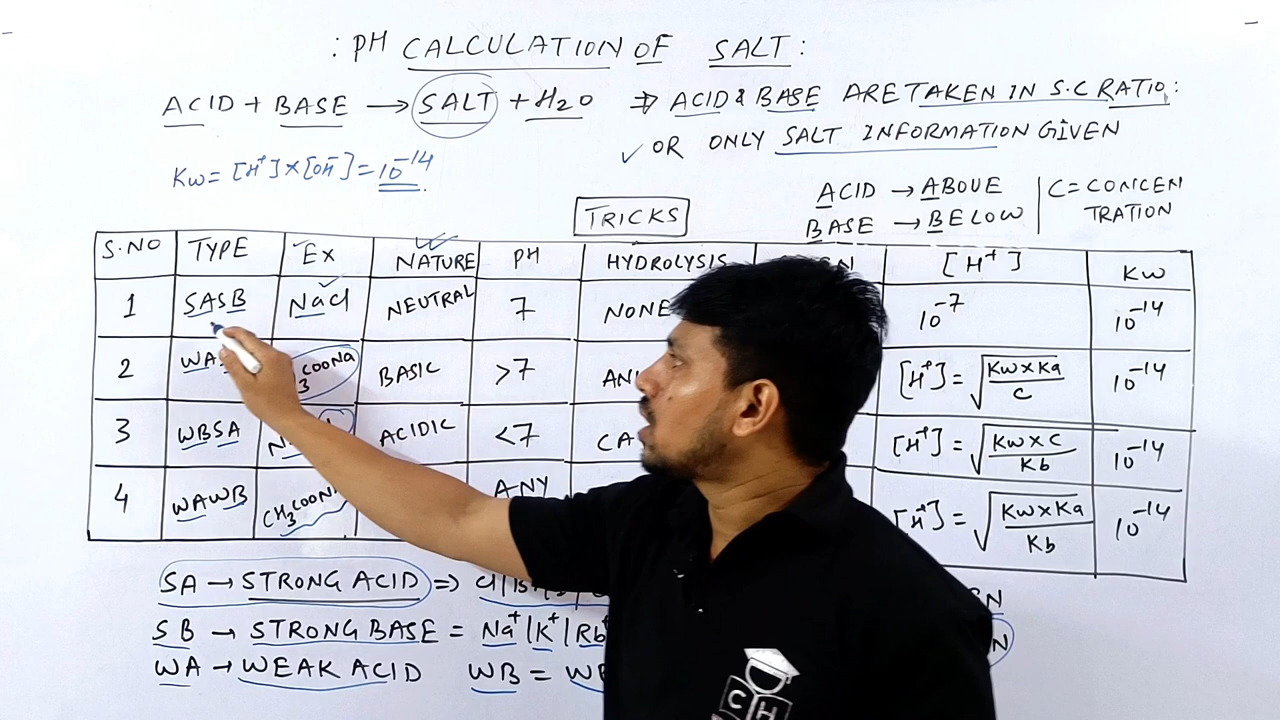 : PH CALCULATION OF SALT :
ACID + BASE → SALT + H2O ⇒ ACID & BASE ARE TAKEN IN S.C RATIO :
✓ OR ONLY SALT INFORMATION GIVEN
Kw = [H⁺] × [OH⁻] = 10⁻¹⁴
ACID → ABOVE | C = CONCEN
BASE → BELOW | TRATION
TRICKS
S.NO TYPE Ex NATURE PH HYDROLYSIS [H⁺] KW
1 SASB NaCl NEUTRAL 7 NONE 10⁻⁷ 10⁻¹⁴
2 WA COONa BASIC >7 [H⁺] = √(KW×Ka/C) 10⁻¹⁴
3 WBSA ACIDIC <7 [H⁺] = √(KW×C/Kb) 10⁻¹⁴
4 WAWB CH3COON ANY [H⁺] = √(KW×Ka/Kb) 10⁻¹⁴
SA → STRONG ACID ⇒ Cl
SB → STRONG BASE = Na⁺ | K⁺ | Rb⁺
WA → WEAK ACID WB =